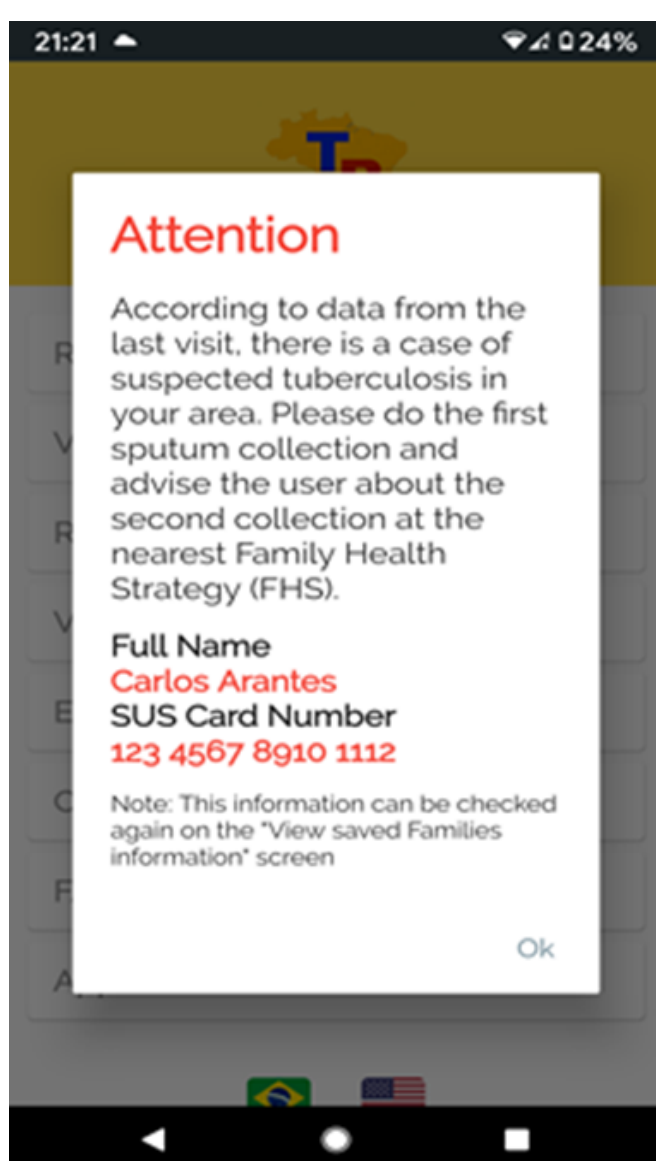 21:21
24%
T
Attention
According to data from the
last visit, there is a case of
suspected tuberculosis in
your area. Please do the first
sputum collection and
advise the user about the
second collection at the
nearest Family Health
Strategy (FHS).
Full Name
Carlos Arantes
SUS Card Number
123 4567 8910 1112
Note: This information can be checked
again on the "View saved Families
information" screen
Ok